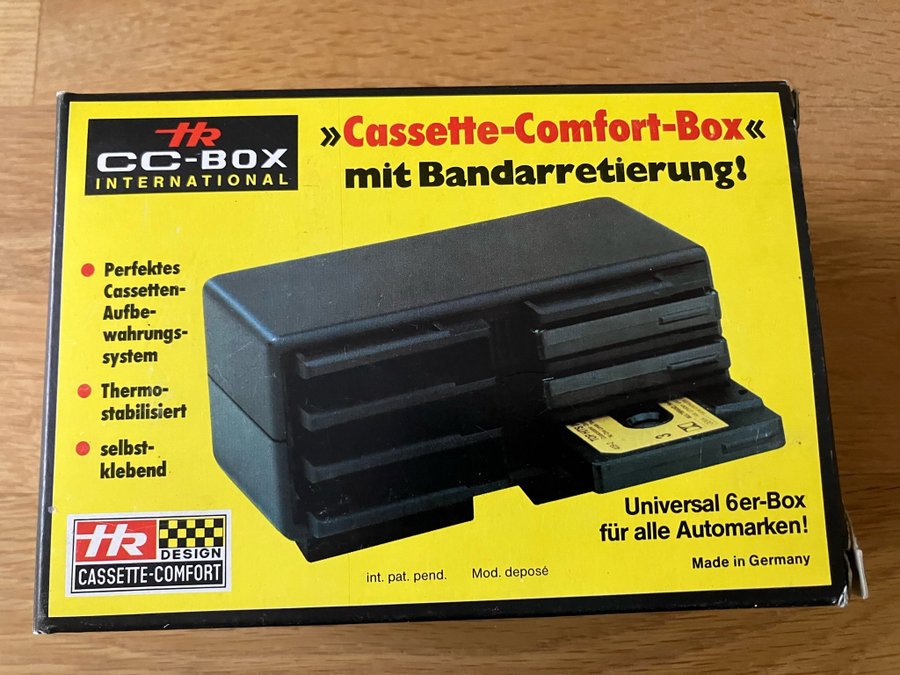 HR
CC-BOX
INTERNATIONAL
»Cassette-Comfort-Box«
mit Bandarretierung!
Perfektes
Cassetten-
Aufbe-
wahrungs-
system
Thermo-
stabilisiert
selbst-
klebend
3
Universal 6er-Box
für alle Automarken!
Made in Germany
int. pat. pend. Mod. deposé
HR
DESIGN
CASSETTE-COMFORT